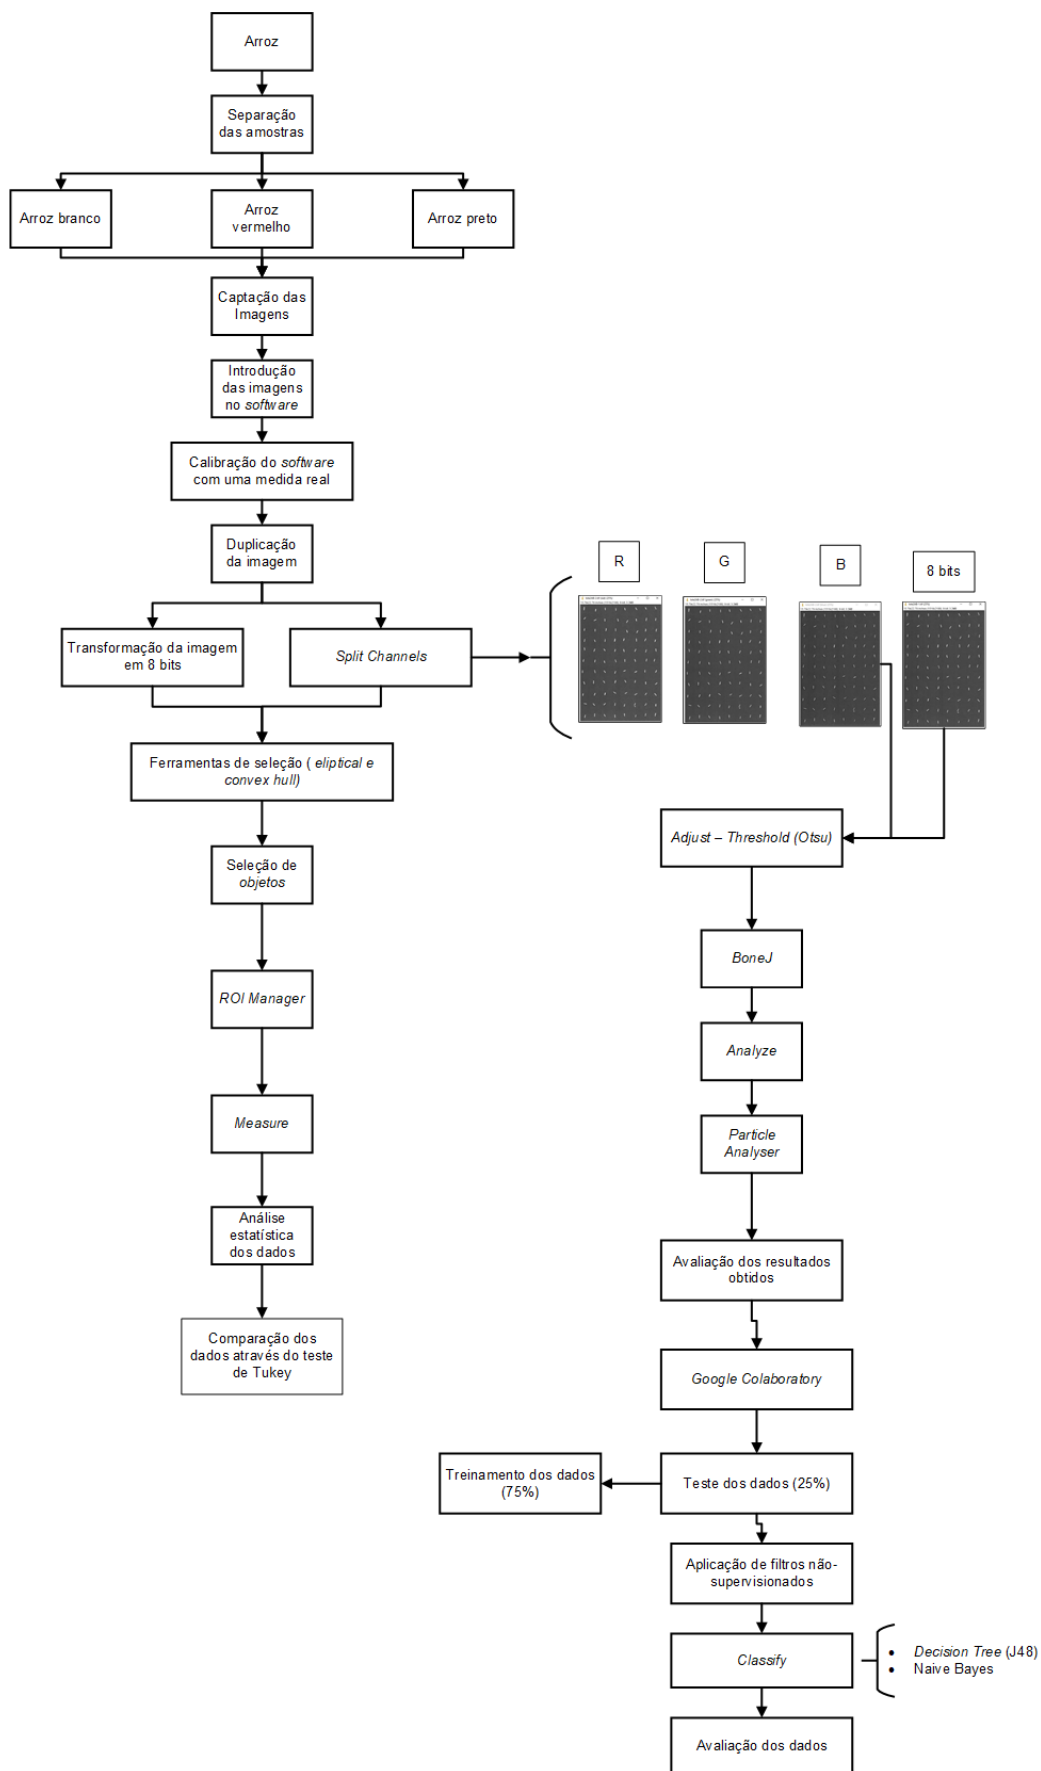 Arroz
Separação
das amostras
Arroz branco
Arroz
vermelho
Arroz preto
Captação das
Imagens
Introdução
das imagens
no software
Calibração do software
com uma medida real
Duplicação
da imagem
Transformação da imagem
em 8 bits
Split Channels
R
G
B
8 bits
Ferramentas de seleção ( eliptical e
convex hull)
Seleção de
objetos
ROI Manager
Measure
Análise
estatística
dos dados
Comparação dos
dados através do teste
de Tukey
Adjust – Threshold (Otsu)
BoneJ
Analyze
Particle
Analyser
Avaliação dos resultados
obtidos
Google Colaboratory
Treinamento dos dados
(75%)
Teste dos dados (25%)
Aplicação de filtros não-
supervisionados
Classify
• Decision Tree (J48)
• Naive Bayes
Avaliação dos dados